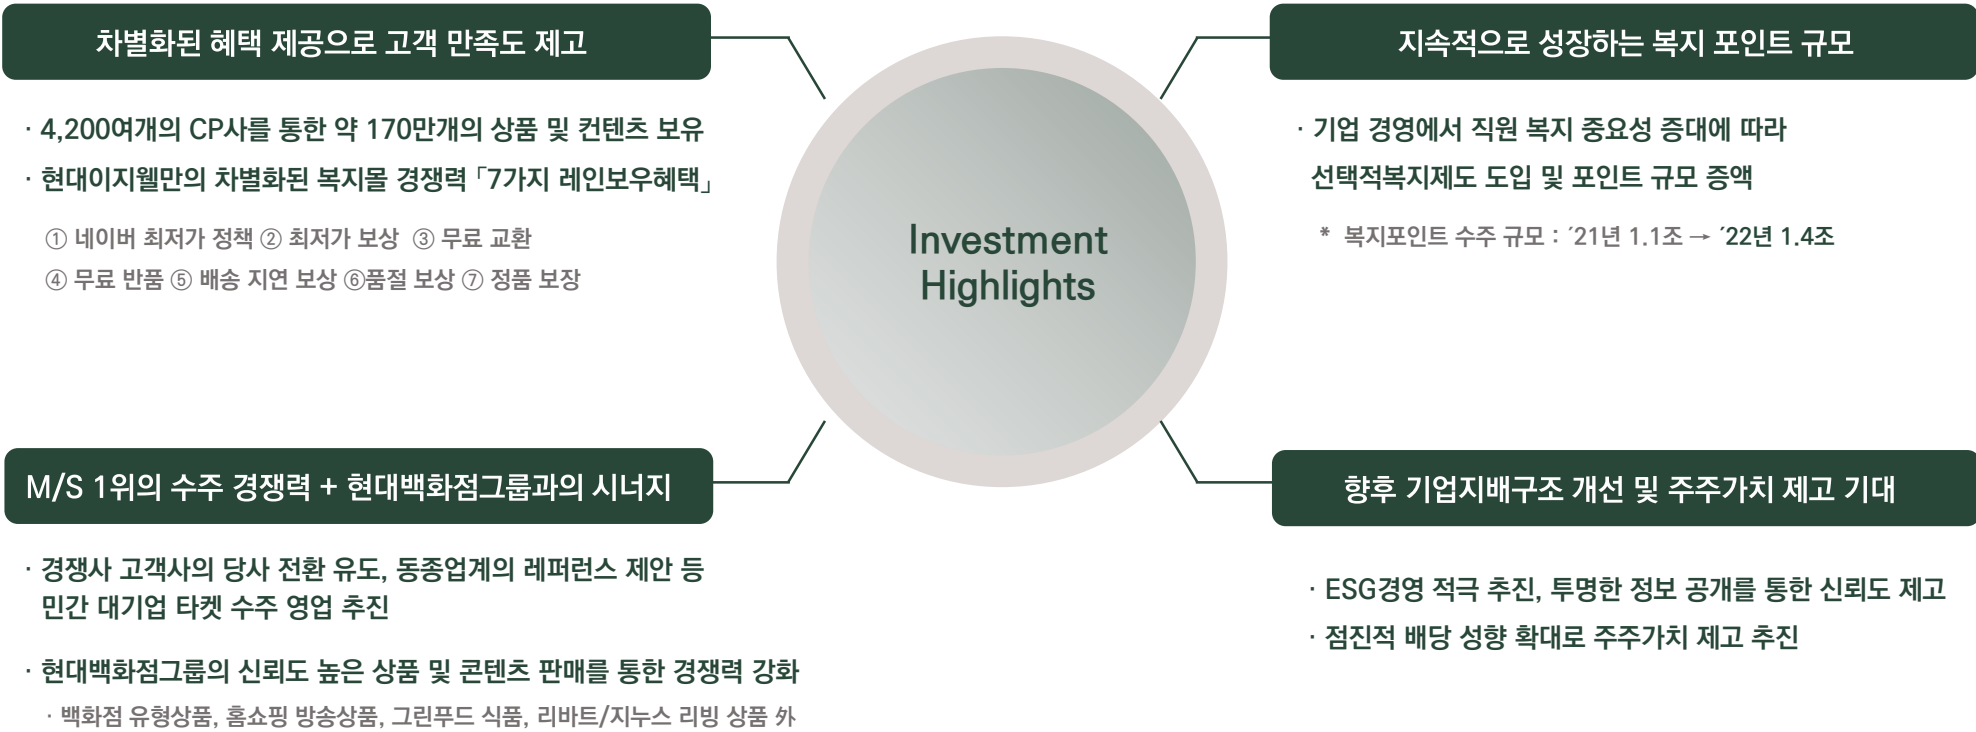 차별화된 혜택 제공으로 고객 만족도 제고
· 4,200여개의 CP사를 통한 약 170만개의 상품 및 컨텐츠 보유
· 현대이지웰만의 차별화된 복지몰 경쟁력 「7가지 레인보우혜택」
① 네이버 최저가 정책 ② 최저가 보상 ③ 무료 교환
④ 무료 반품 ⑤ 배송 지연 보상 ⑥품절 보상 ⑦ 정품 보장
지속적으로 성장하는 복지 포인트 규모
· 기업 경영에서 직원 복지 중요성 증대에 따라
선택적복지제도 도입 및 포인트 규모 증액
* 복지포인트 수주 규모 : ´21년 1.1조 → ´22년 1.4조
Investment
Highlights
M/S 1위의 수주 경쟁력 + 현대백화점그룹과의 시너지
· 경쟁사 고객사의 당사 전환 유도, 동종업계의 레퍼런스 제안 등
민간 대기업 타켓 수주 영업 추진
· 현대백화점그룹의 신뢰도 높은 상품 및 콘텐츠 판매를 통한 경쟁력 강화
· 백화점 유형상품, 홈쇼핑 방송상품, 그린푸드 식품, 리바트/지누스 리빙 상품 外
향후 기업지배구조 개선 및 주주가치 제고 기대
· ESG경영 적극 추진, 투명한 정보 공개를 통한 신뢰도 제고
· 점진적 배당 성향 확대로 주주가치 제고 추진